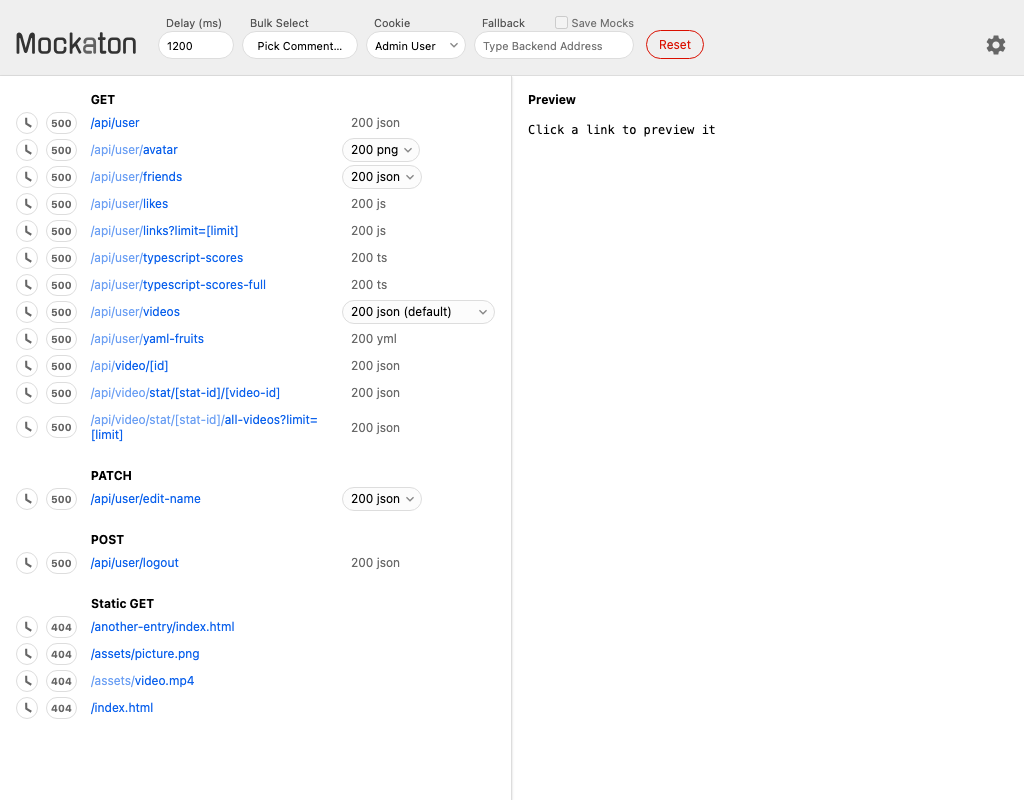 Mockaton
Delay (ms)
1200
Bulk Select
Pick Comment…
Cookie
Admin User
Fallback
Save Mocks
Type Backend Address
Reset
GET
500 /api/user 200 json
500 /api/user/avatar 200 png
500 /api/user/friends 200 json
500 /api/user/likes 200 js
500 /api/user/links?limit=[limit] 200 js
500 /api/user/typescript-scores 200 ts
500 /api/user/typescript-scores-full 200 ts
500 /api/user/videos 200 json (default)
500 /api/user/yaml-fruits 200 yml
500 /api/video/[id] 200 json
500 /api/video/stat/[stat-id]/[video-id] 200 json
500 /api/video/stat/[stat-id]/all-videos?limit=
[limit] 200 json
PATCH
500 /api/user/edit-name 200 json
POST
500 /api/user/logout 200 json
Static GET
404 /another-entry/index.html
404 /assets/picture.png
404 /assets/video.mp4
404 /index.html
Preview
Click a link to preview it